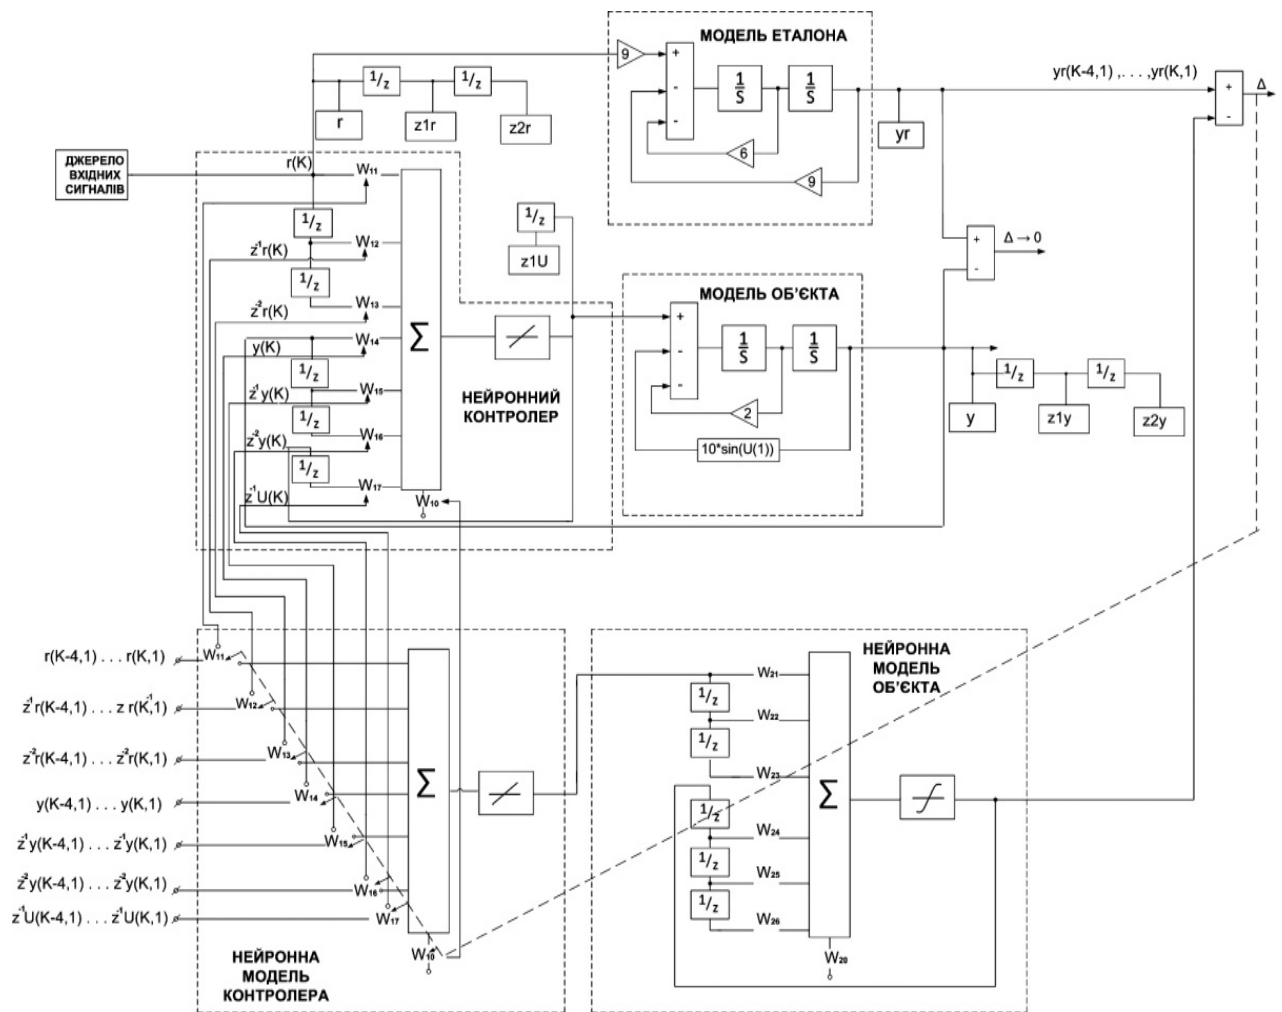 МОДЕЛЬ ЕТАЛОНА
9
+
-
-
1/S
1/S
6
9
yr
yr(K-4,1) ,. . . ,yr(K,1)
+
-
Δ
1/z
1/z
r
z1r
z2r
ДЖЕРЕЛО
ВХІДНИХ
СИГНАЛІВ
r(K)
W11
1/z
z-1r(K)
W12
1/z
z-2r(K)
W13
y(K)
W14
1/z
z-1y(K)
W15
1/z
z-2y(K)
W16
1/z
z-1U(K)
W17
Σ
W10
НЕЙРОННИЙ
КОНТРОЛЕР
1/z
z1U
+
-
Δ → 0
МОДЕЛЬ ОБ'ЄКТА
+
-
-
1/S
1/S
2
10*sin(U(1))
y
1/z
z1y
1/z
z2y
r(K-4,1) . . . r(K,1)
W11
z-1r(K-4,1) . . . z r(K,1)-1
W12
z-2r(K-4,1) . . . z-2r(K,1)
W13
y(K-4,1) . . . y(K,1)
W14
z-1y(K-4,1) . . . z-1y(K,1)
W15
z-2y(K-4,1) . . . z-2y(K,1)
W16
z-1U(K-4,1) . . . z-1U(K,1)
W17
Σ
W10
НЕЙРОННА
МОДЕЛЬ
КОНТРОЛЕРА
НЕЙРОННА
МОДЕЛЬ
ОБ'ЄКТА
W21
1/z
W22
1/z
W23
1/z
W24
1/z
W25
1/z
W26
Σ
W20